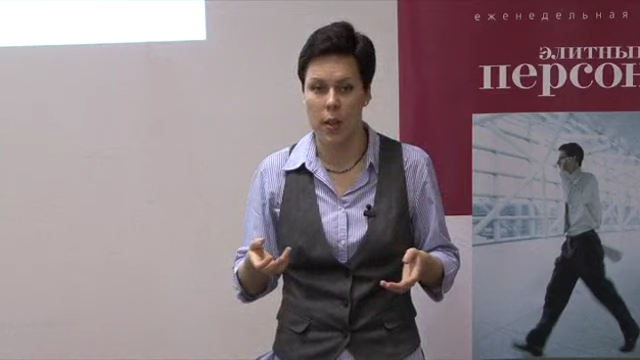 еженедельная
элитный
персон